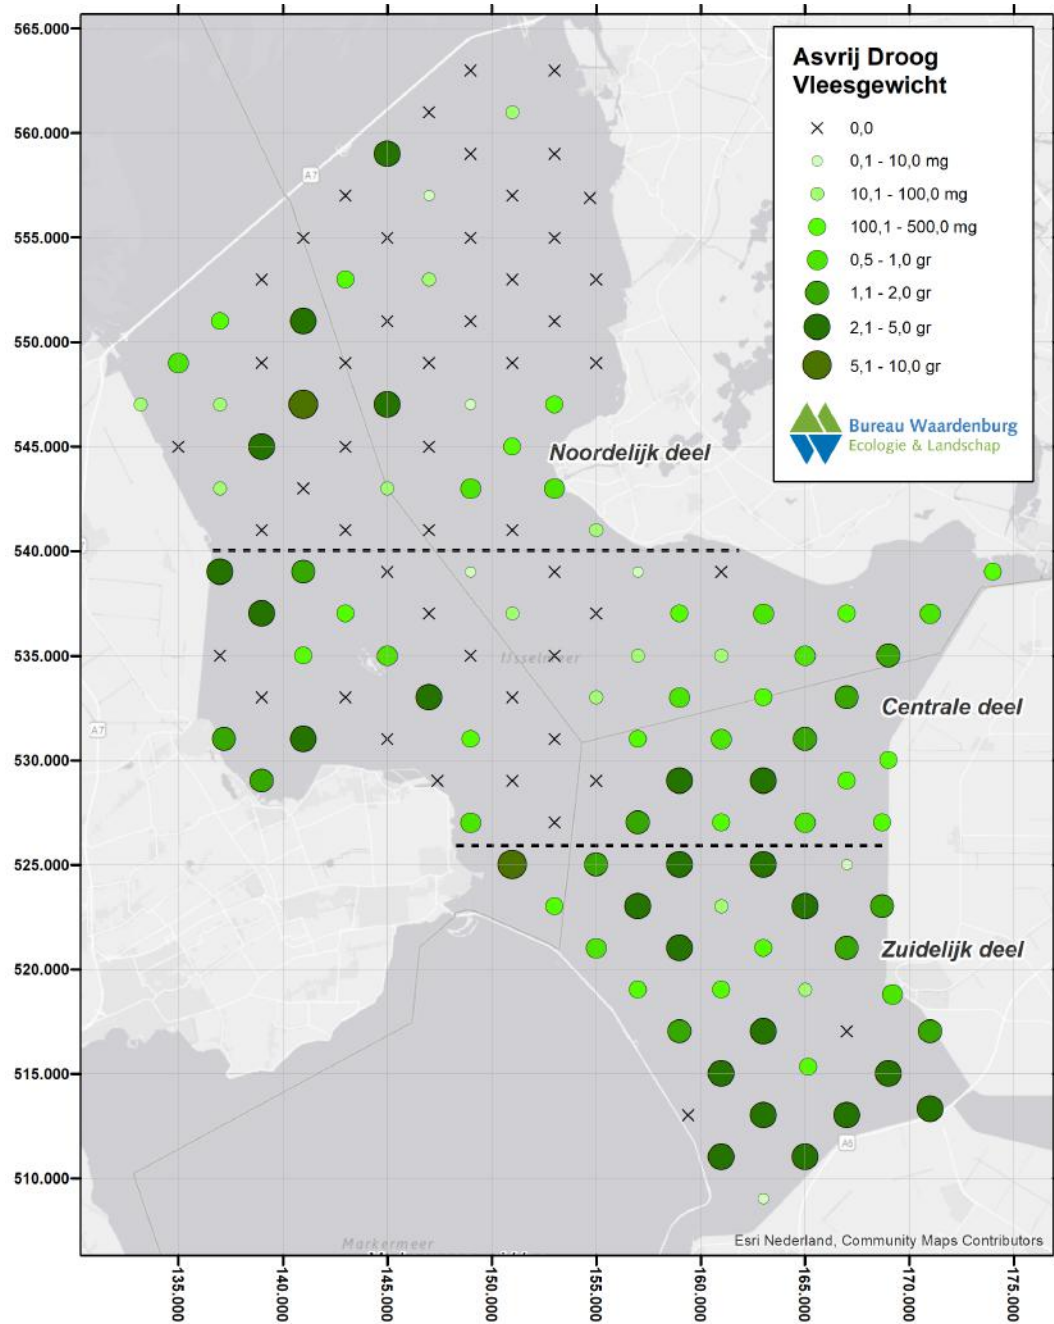 Asvrij Droog
Vleesgewicht
0,0
0,1 - 10,0 mg
10,1 - 100,0 mg
100,1 - 500,0 mg
0,5 - 1,0 gr
1,1 - 2,0 gr
2,1 - 5,0 gr
5,1 - 10,0 gr
Bureau Waardenburg
Ecologie & Landschap
565.000
560.000
A7
555.000
550.000
545.000
Noordelijk deel
540.000
535.000
IJsselmeer
A7
Centrale deel
530.000
525.000
Zuidelijk deel
520.000
515.000
A6
510.000
Markermeer
Esri Nederland, Community Maps Contributors
135.000
140.000
145.000
150.000
155.000
160.000
165.000
170.000
175.000